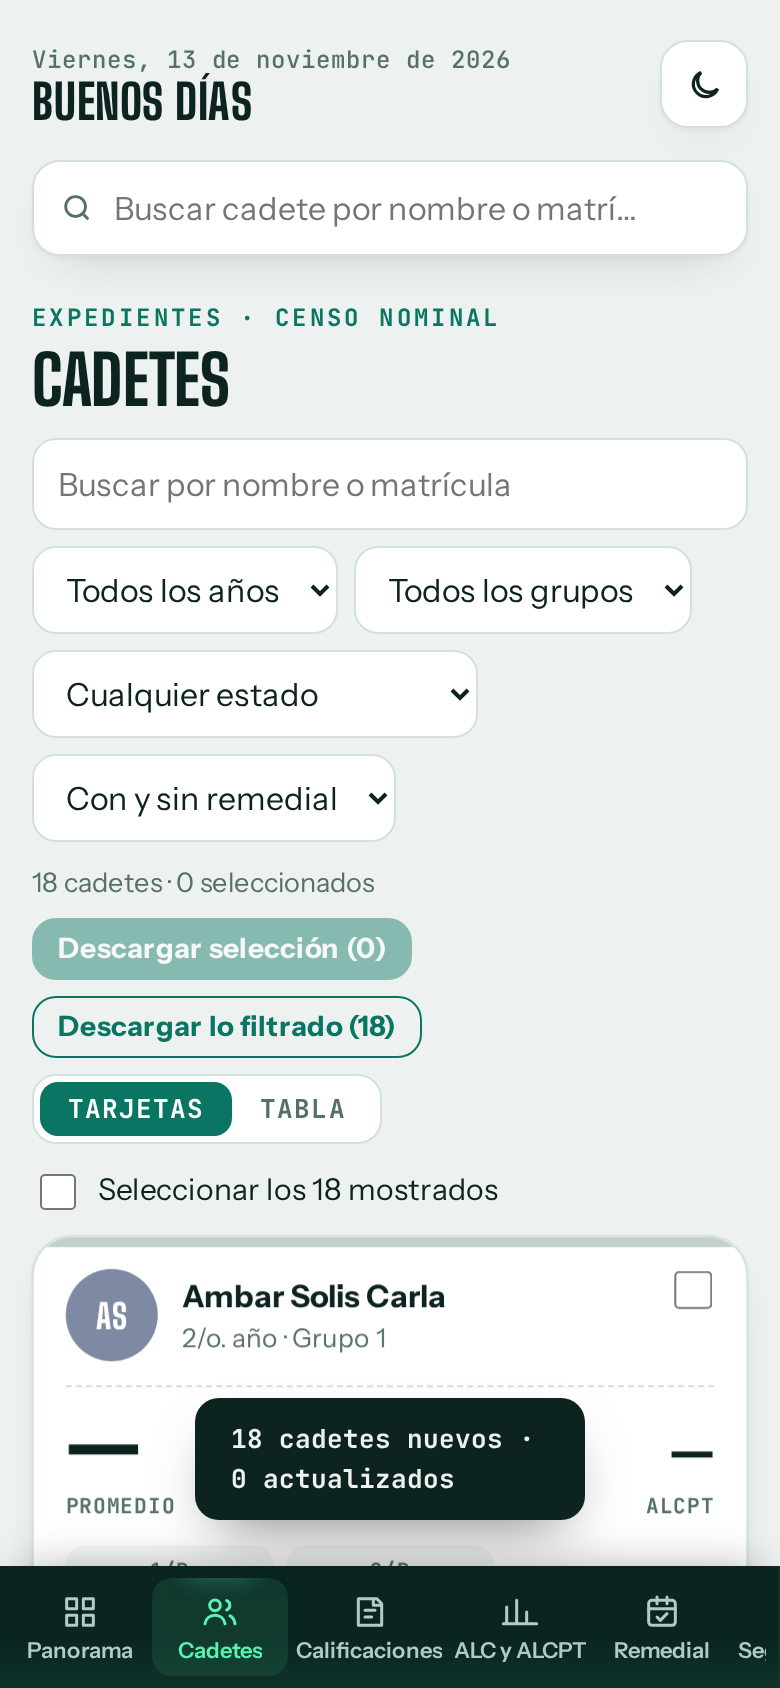 Viernes, 13 de noviembre de 2026
BUENOS DÍAS
Buscar cadete por nombre o matrí...
EXPEDIENTES · CENSO NOMINAL
CADETES
Buscar por nombre o matrícula
Todos los años
Todos los grupos
Cualquier estado
Con y sin remedial
18 cadetes · 0 seleccionados
Descargar selección (0)
Descargar lo filtrado (18)
TARJETAS
TABLA
Seleccionar los 18 mostrados
AS
Ambar Solis Carla
2/o. año · Grupo 1
—
—
18 cadetes nuevos ·
0 actualizados
PROMEDIO
ALCPT
Panorama
Cadetes
Calificaciones
ALC y ALCPT
Remedial